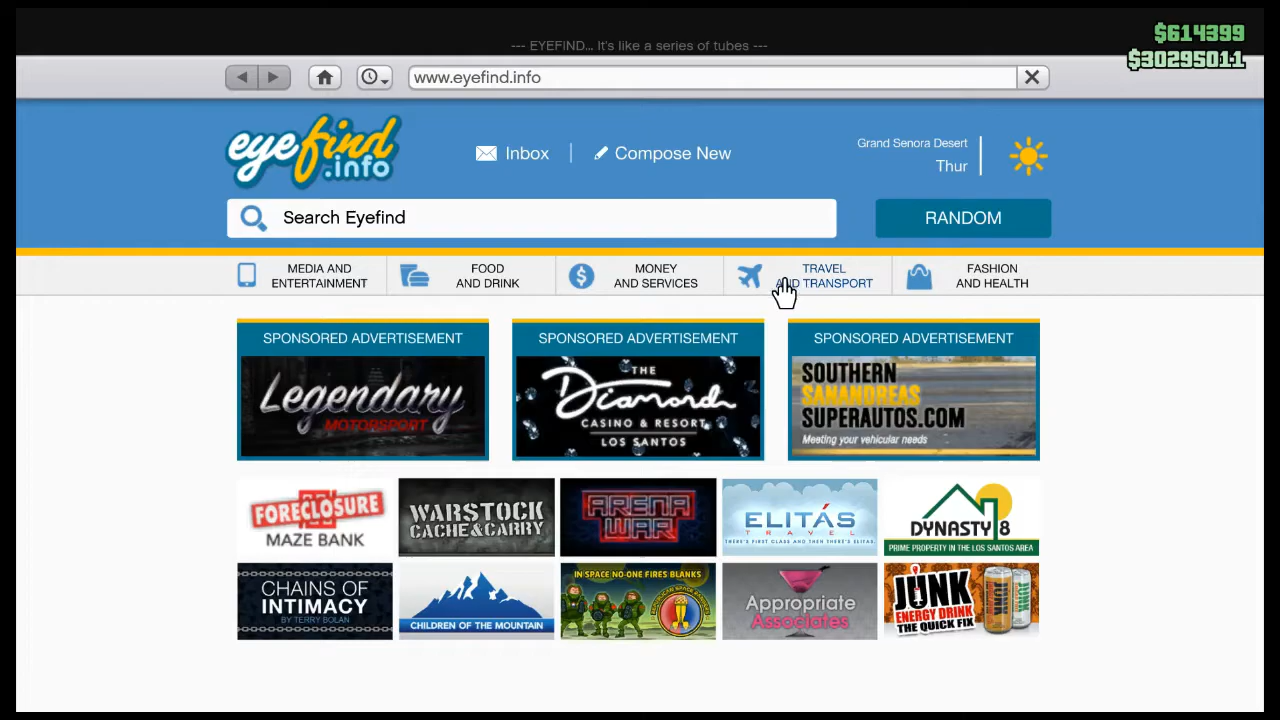 $614399
--- EYEFIND... It's like a series of tubes ---
$30295011
www.eyefind.info
eyefind
.info
Inbox
Compose New
Grand Senora Desert
Thur
Search Eyefind
RANDOM
MEDIA AND
ENTERTAINMENT
FOOD
AND DRINK
MONEY
AND SERVICES
TRAVEL
AND TRANSPORT
FASHION
AND HEALTH
SPONSORED ADVERTISEMENT
Legendary
MOTORSPORT
SPONSORED ADVERTISEMENT
THE
Diamond
CASINO & RESORT
LOS SANTOS
SPONSORED ADVERTISEMENT
SOUTHERN
SANANDREAS
SUPERAUTOS.COM
Meeting your vehicular needs
FORECLOSURE
MAZE BANK
WARSTOCK
CACHE&CARRY
ARENA
WAR
ELITÁS
TRAVEL
THERE'S FIRST CLASS AND THEN THERE'S ELITAS.
DYNASTY 8
PRIME PROPERTY IN THE LOS SANTOS AREA
CHAINS OF
INTIMACY
BY TERRY BOLAN
CHILDREN OF THE MOUNTAIN
IN SPACE NO-ONE FIRES BLANKS
Appropriate
Associates
JUNK
ENERGY DRINK
THE QUICK FIX